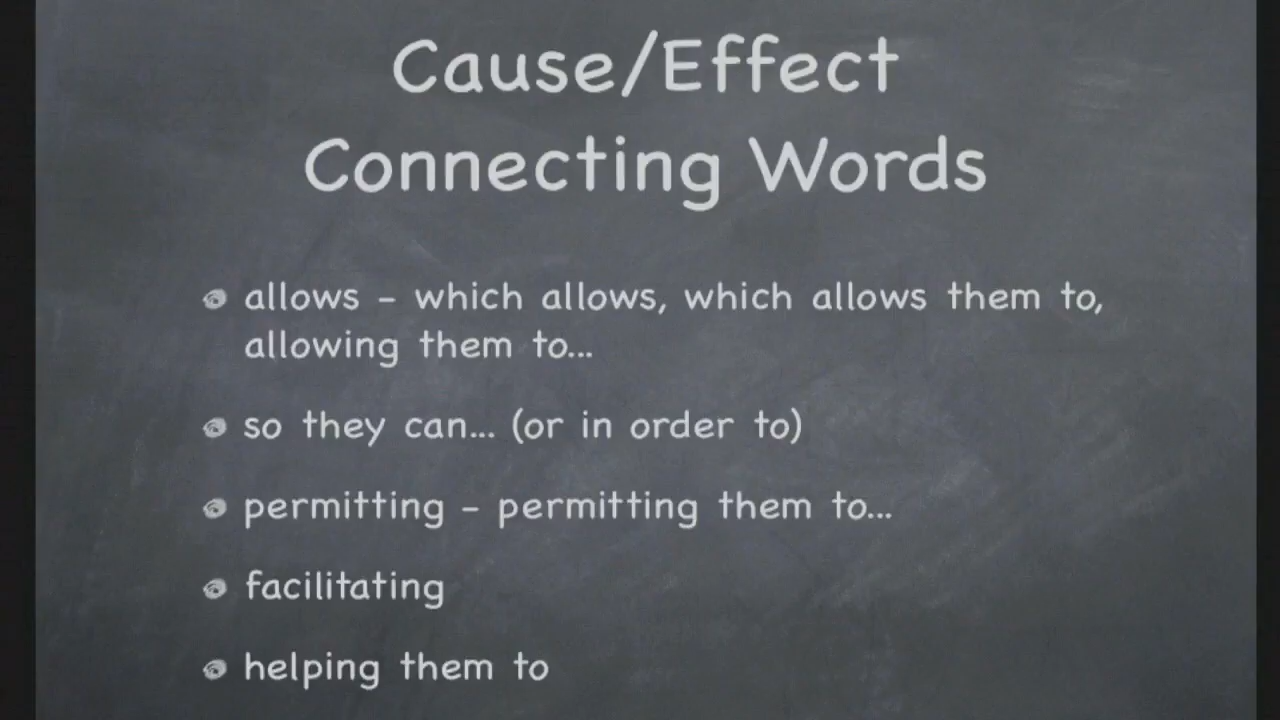 Cause/Effect
Connecting Words
allows - which allows, which allows them to,
allowing them to...
so they can... (or in order to)
permitting - permitting them to...
facilitating
helping them to